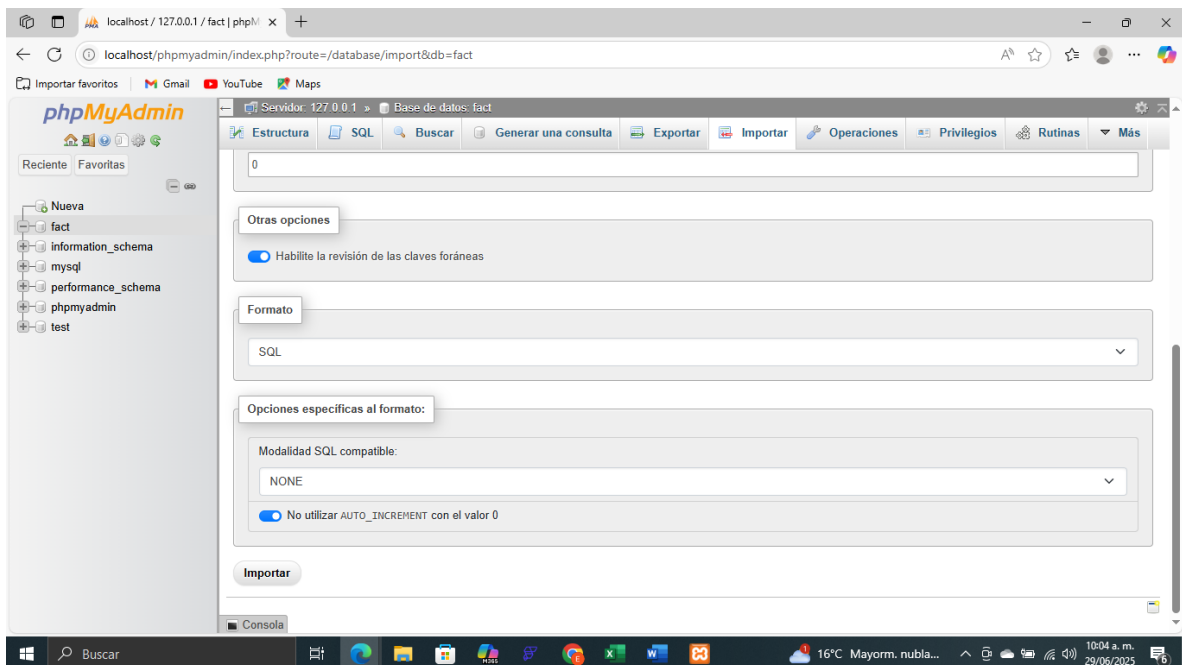 localhost / 127.0.0.1 / fact | phpM
localhost/phpmyadmin/index.php?route=/database/import&db=fact
Importar favoritos
Gmail
YouTube
Maps
phpMyAdmin
Reciente
Favoritas
Nueva
fact
information_schema
mysql
performance_schema
phpmyadmin
test
Servidor: 127.0.0.1 » Base de datos: fact
Estructura
SQL
Buscar
Generar una consulta
Exportar
Importar
Operaciones
Privilegios
Rutinas
Más
0
Otras opciones
Habilite la revisión de las claves foráneas
Formato
SQL
Opciones específicas al formato:
Modalidad SQL compatible:
NONE
No utilizar AUTO_INCREMENT con el valor 0
Importar
Consola
Buscar
16°C Mayorm. nubla...
10:04 a. m.
29/06/2025